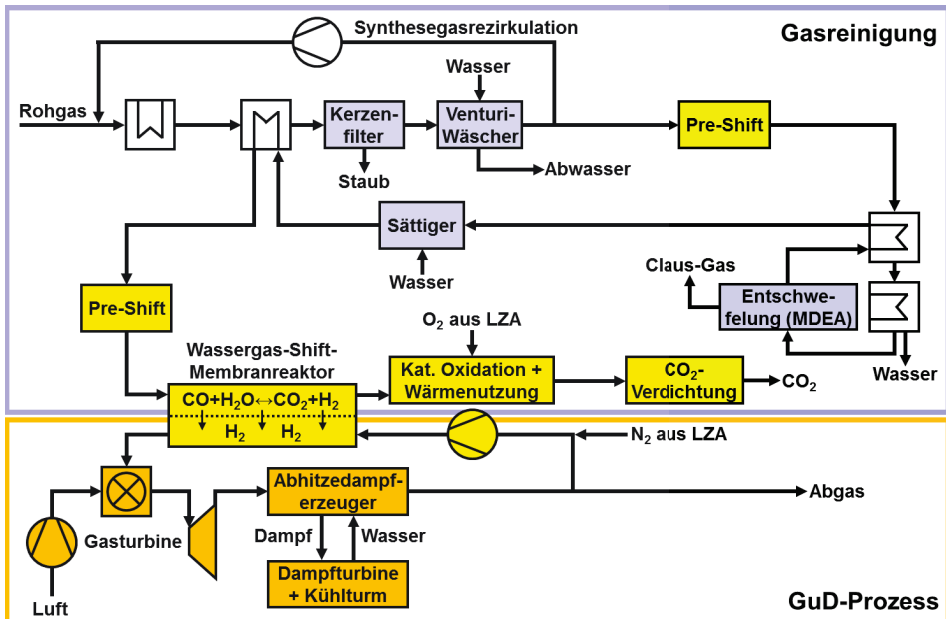 Synthesegasrezirkulation
Gasreinigung
Rohgas
Wasser
Kerzen-
filter
Venturi-
Wäscher
Pre-Shift
Staub
Abwasser
Sättiger
Wasser
Claus-Gas
Entschwe-
felung (MDEA)
Wasser
Pre-Shift
O₂ aus LZA
Wassergas-Shift-
Membranreaktor
CO+H₂O↔CO₂+H₂
H₂ H₂
Kat. Oxidation +
Wärmenutzung
CO₂-
Verdichtung
CO₂
N₂ aus LZA
Gasturbine
Luft
Abhitzedampf-
erzeuger
Abgas
Dampf
Wasser
Dampfturbine
+ Kühlturm
GuD-Prozess